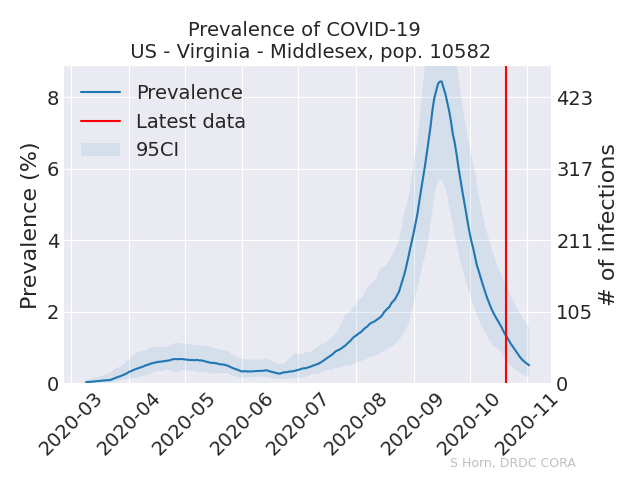 Prevalence of COVID-19
US - Virginia - Middlesex, pop. 10582
Prevalence
Latest data
95CI
Prevalence (%)
8
6
4
2
0
423
317
211
105
0
# of infections
2020-03
2020-04
2020-05
2020-06
2020-07
2020-08
2020-09
2020-10
2020-11
S Horn, DRDC CORA